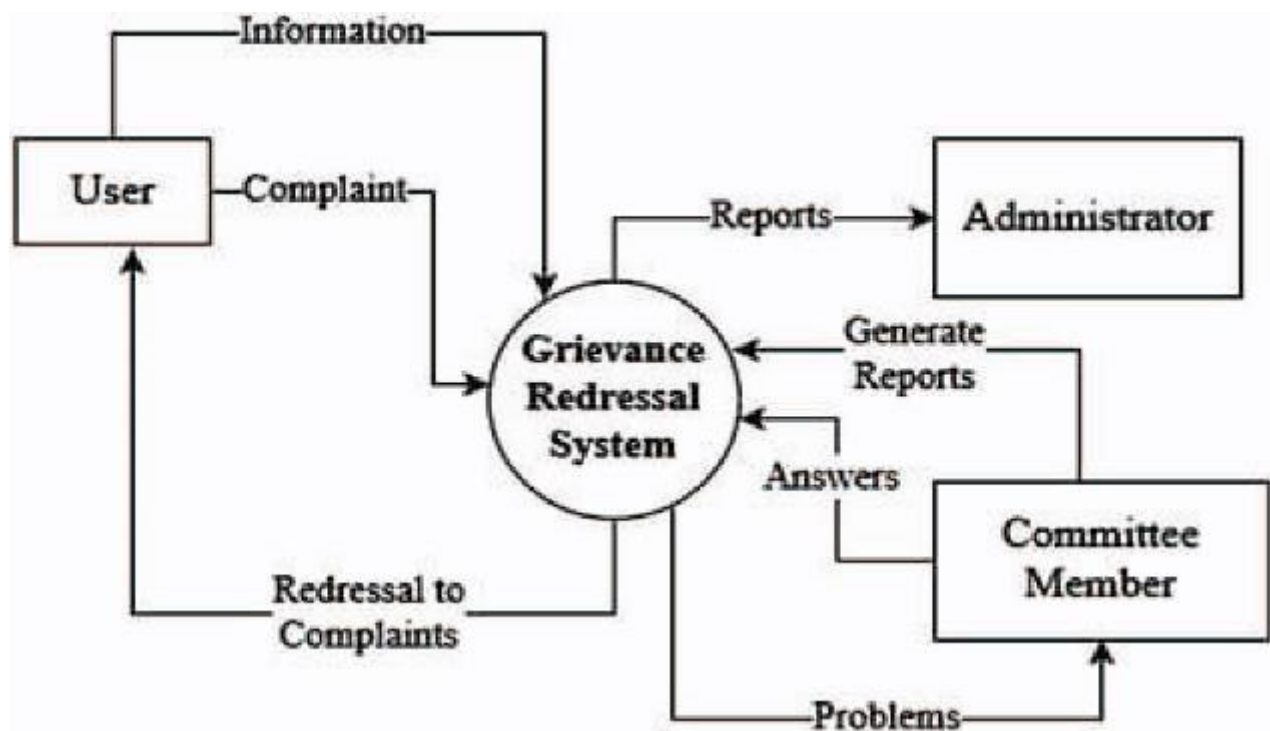 Information
User
Complaint
Reports
Administrator
Generate
Reports
Grievance
Redressal
System
Answers
Committee
Member
Redressal to
Complaints
Problems